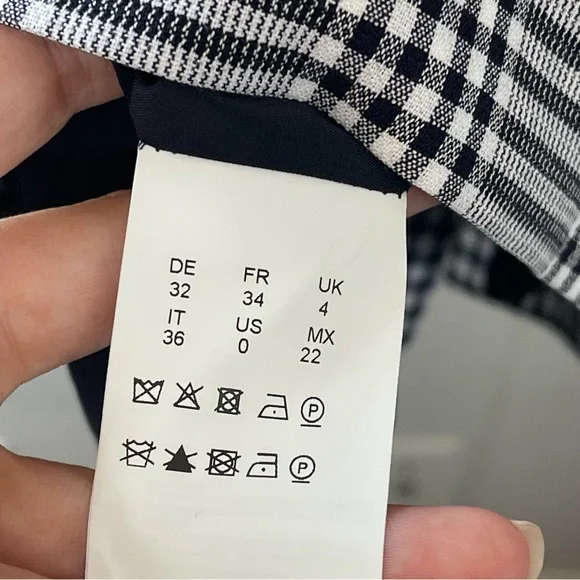 DE FR UK
32 34 4
IT US MX
36 0 22
P
P